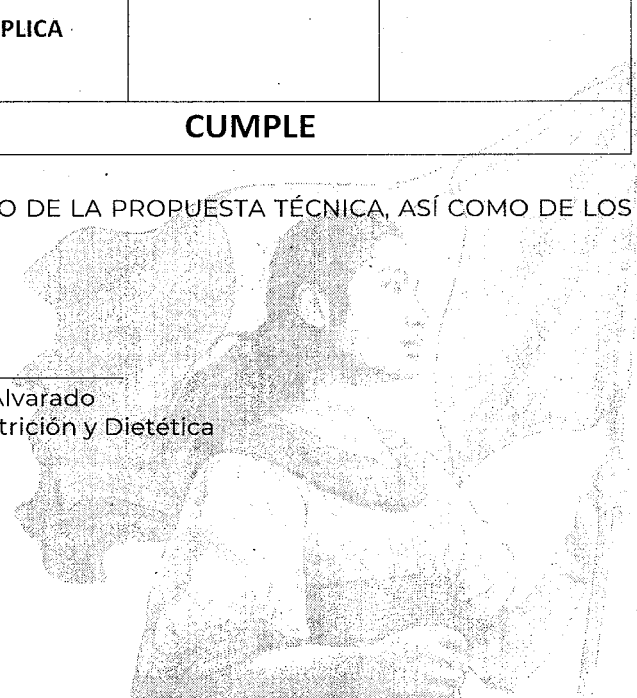 PLICA
CUMPLE
O DE LA PROPUESTA TÉCNICA, ASÍ COMO DE LOS
Alvarado
trición y Dietética